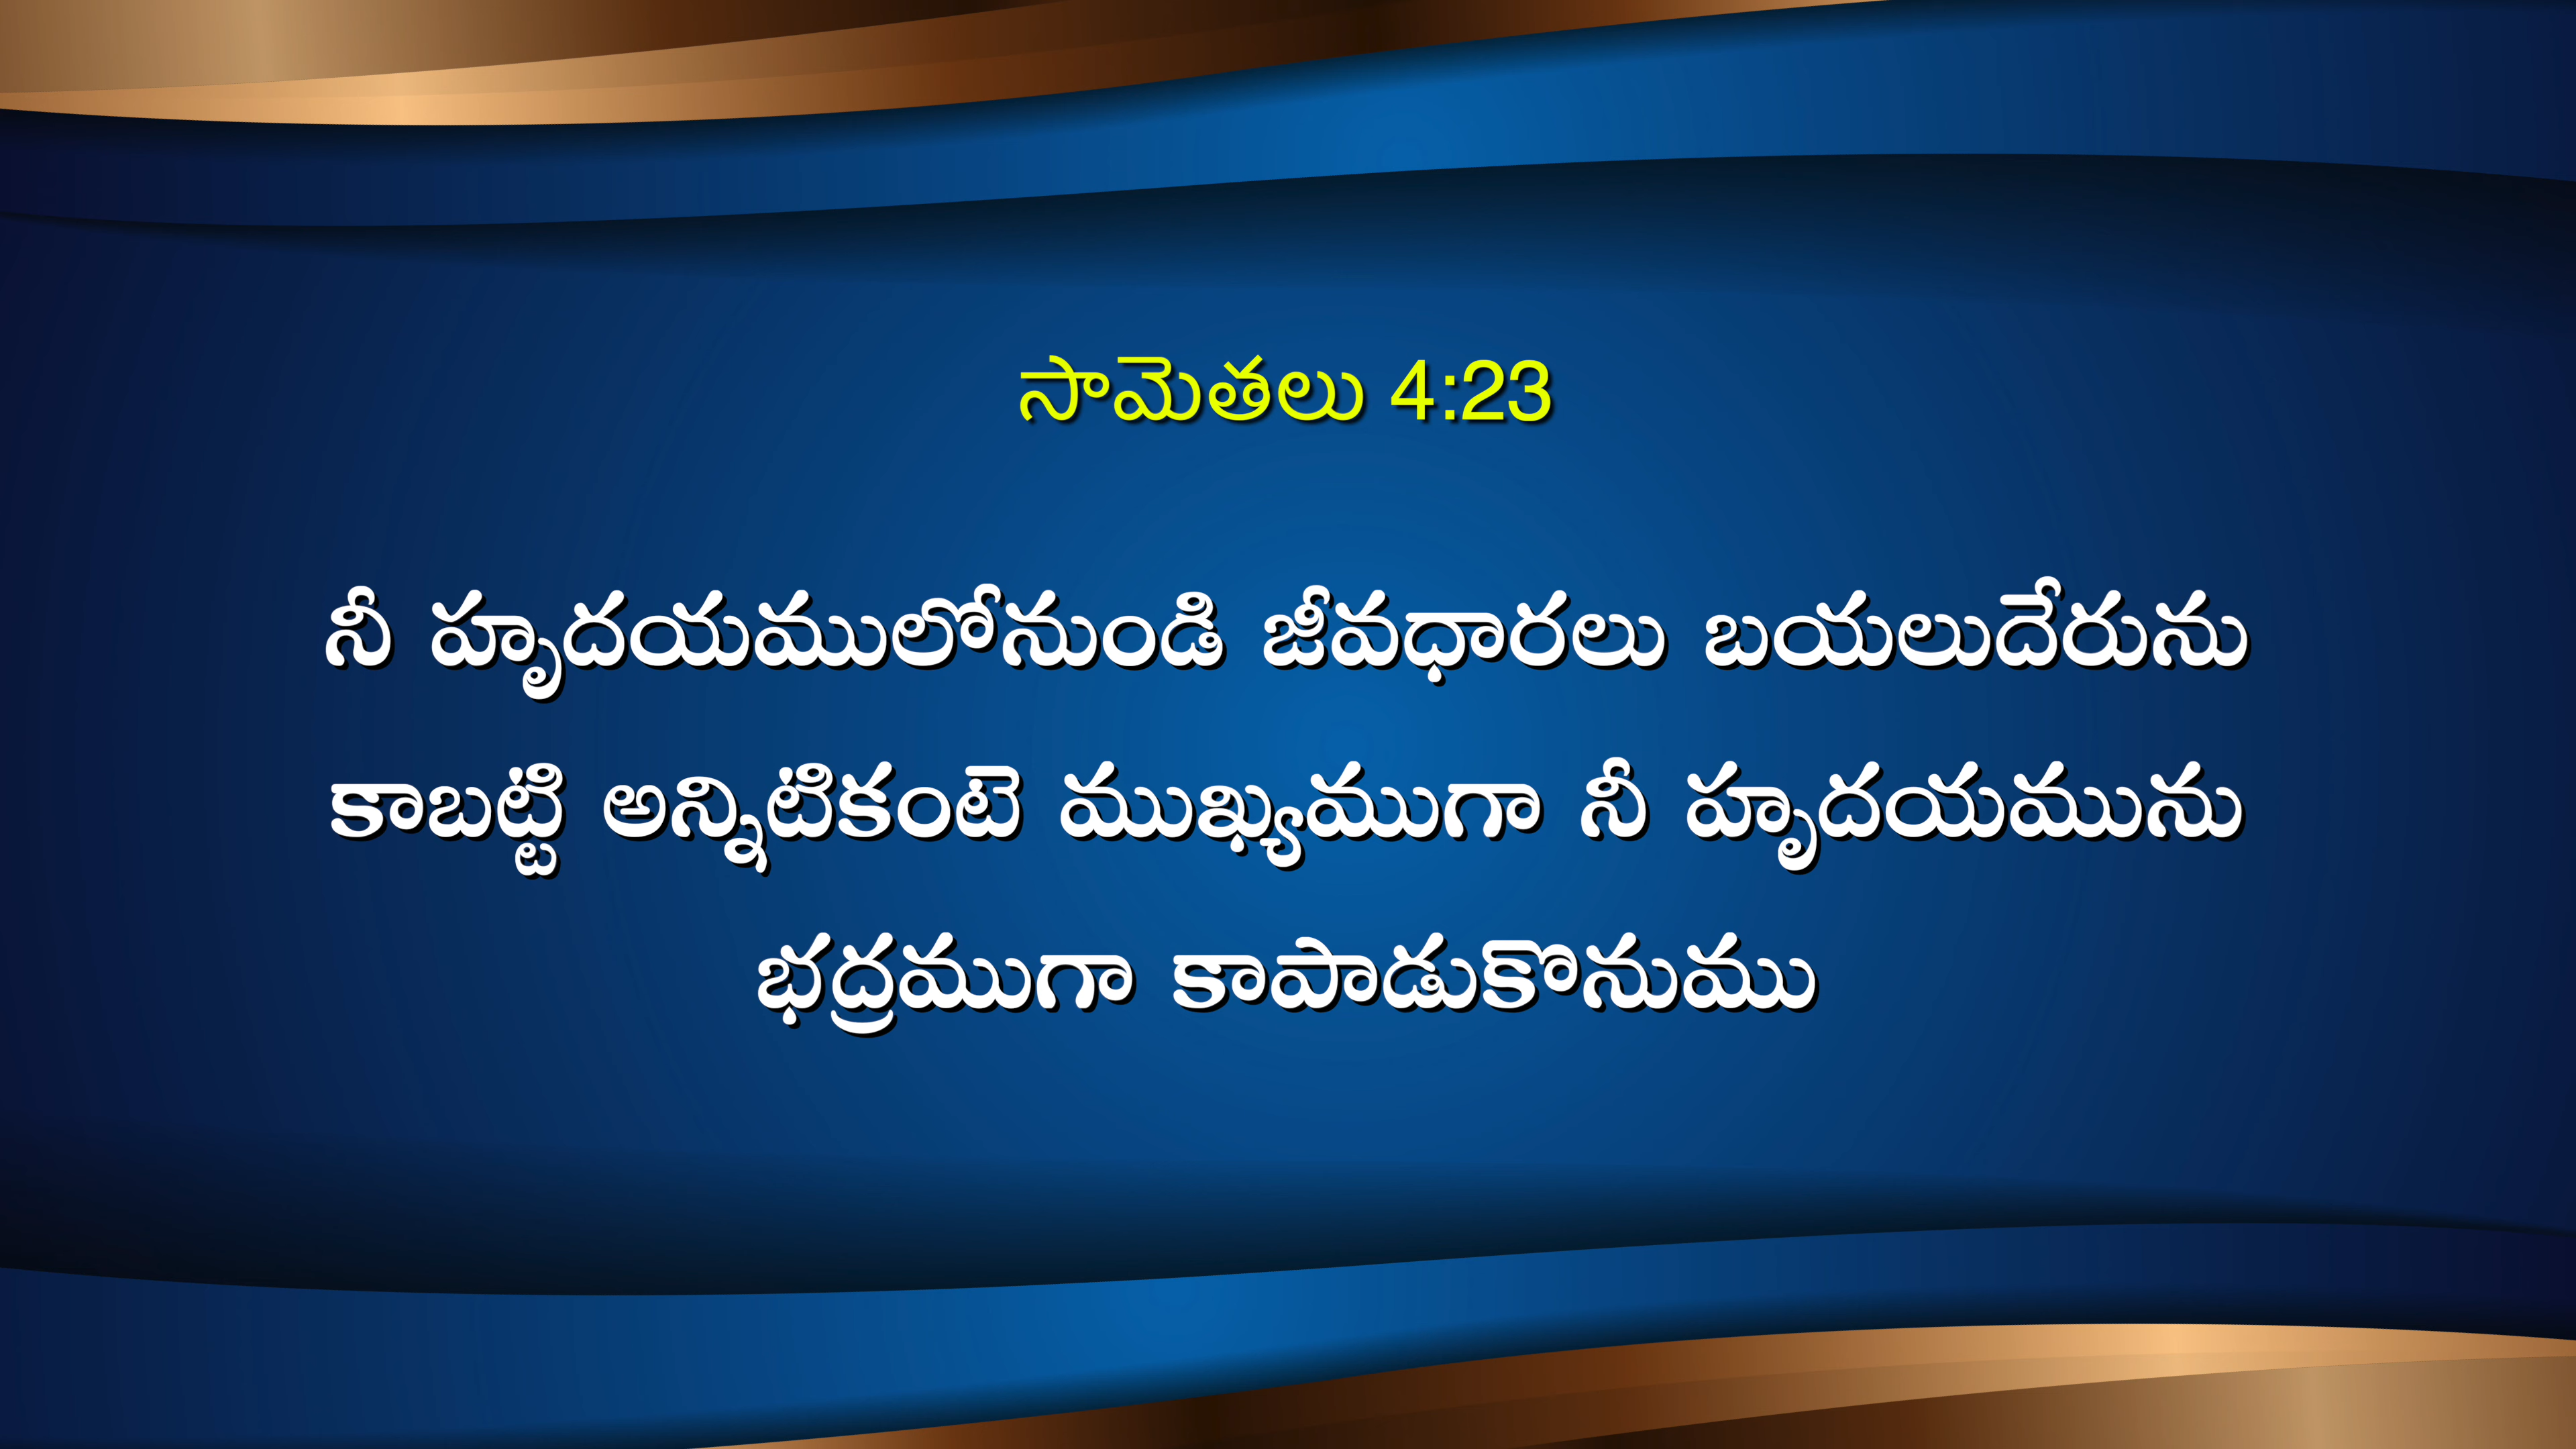 సామెతలు 4:23
నీ హృదయములోనుండి జీవధారలు బయలుదేరును
కాబట్టి అన్నిటికంటె ముఖ్యముగా నీ హృదయమును
భద్రముగా కాపాడుకొనుము